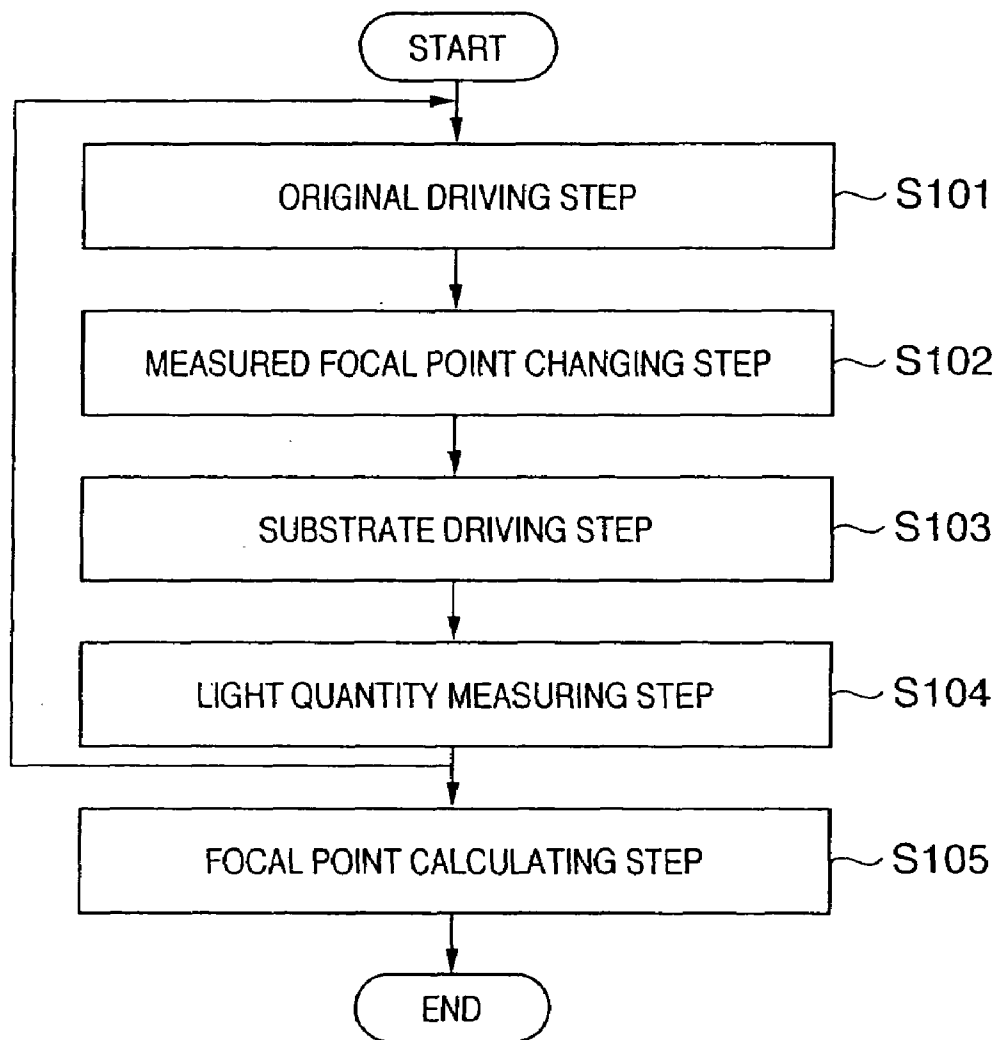 START
ORIGINAL DRIVING STEP
S101
MEASURED FOCAL POINT CHANGING STEP
S102
SUBSTRATE DRIVING STEP
S103
LIGHT QUANTITY MEASURING STEP
S104
FOCAL POINT CALCULATING STEP
S105
END